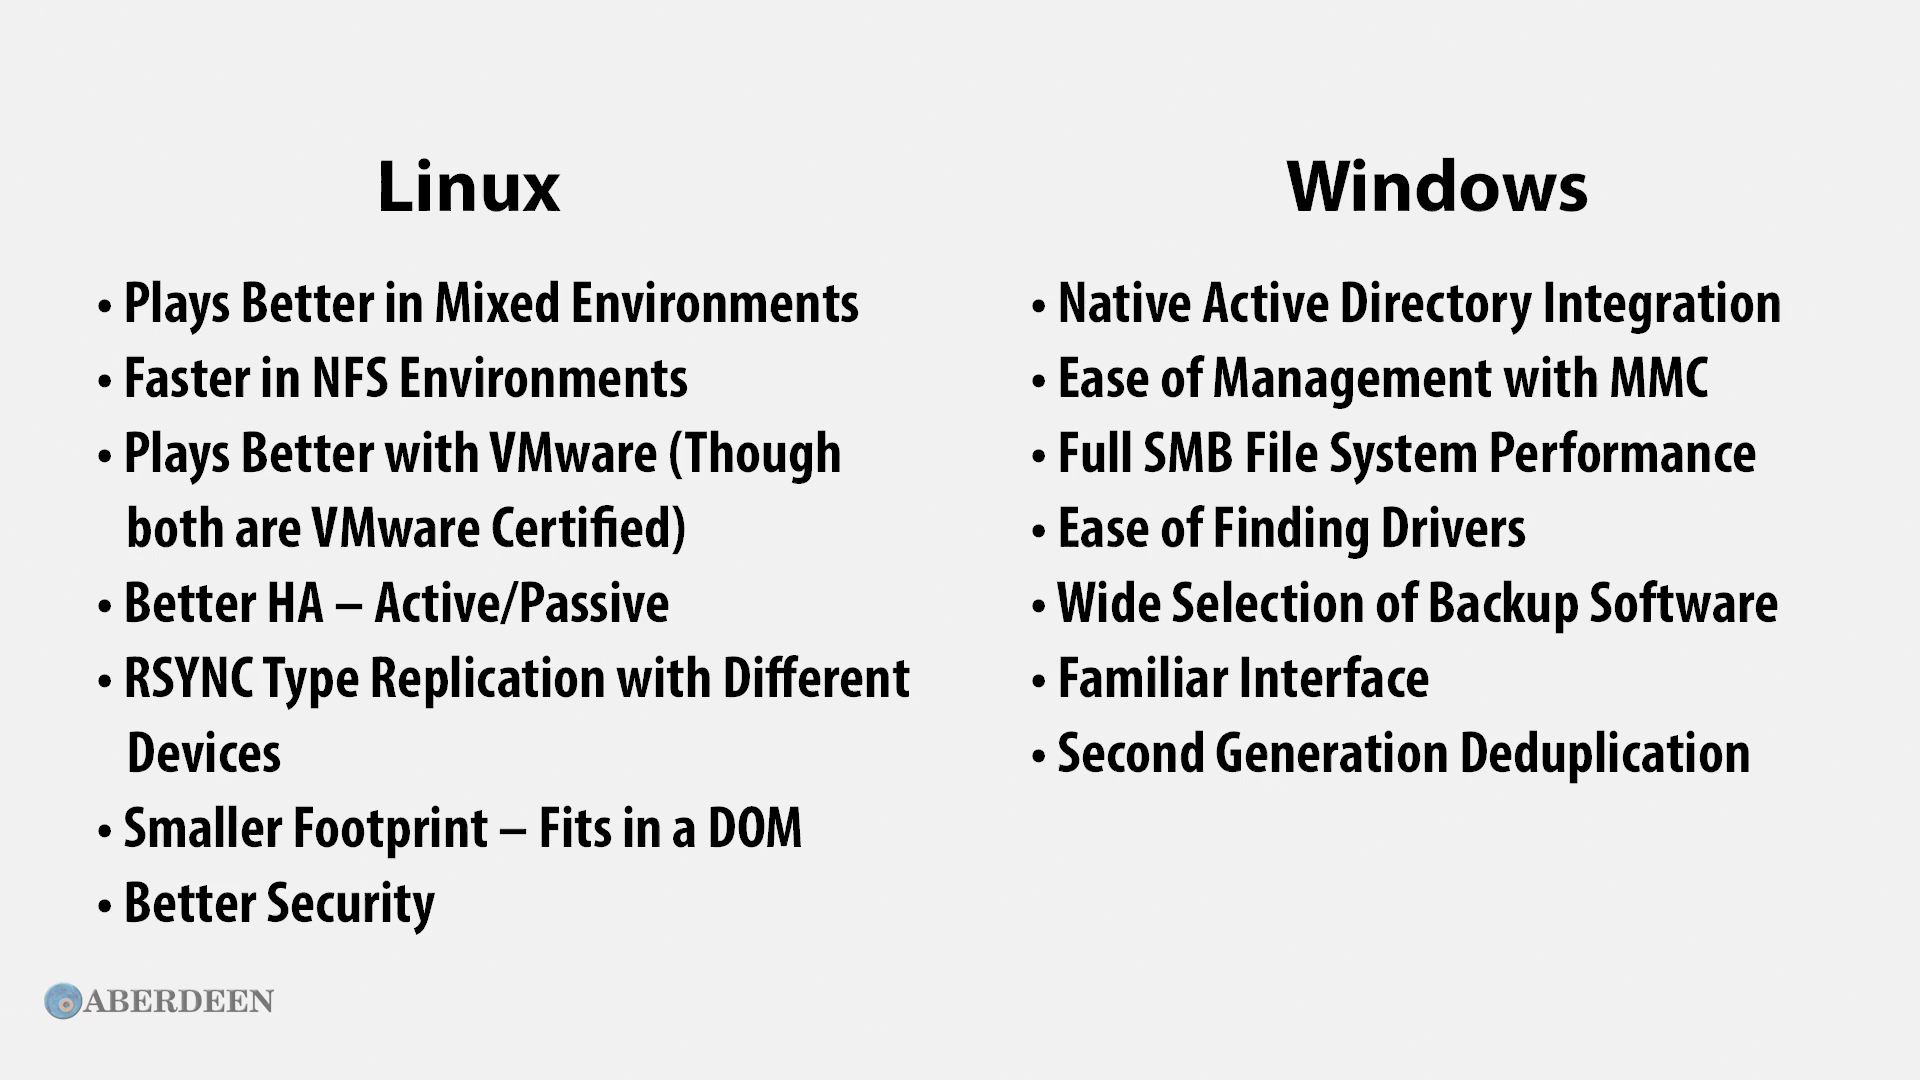 Linux
• Plays Better in Mixed Environments
• Faster in NFS Environments
• Plays Better with VMware (Though
both are VMware Certified)
• Better HA – Active/Passive
• RSYNC Type Replication with Different
Devices
• Smaller Footprint – Fits in a DOM
• Better Security
Windows
• Native Active Directory Integration
• Ease of Management with MMC
• Full SMB File System Performance
• Ease of Finding Drivers
• Wide Selection of Backup Software
• Familiar Interface
• Second Generation Deduplication
ABERDEEN